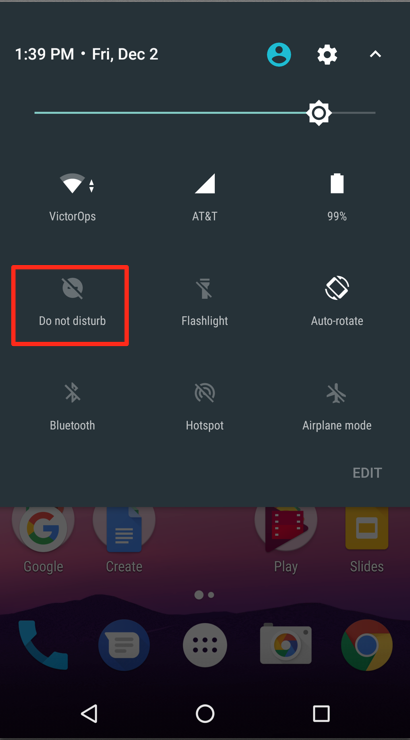 1:39 PM • Fri, Dec 2
VictorOps AT&T 99%
Do not disturb Flashlight Auto-rotate
Bluetooth Hotspot Airplane mode
EDIT
Google Create Play Slides